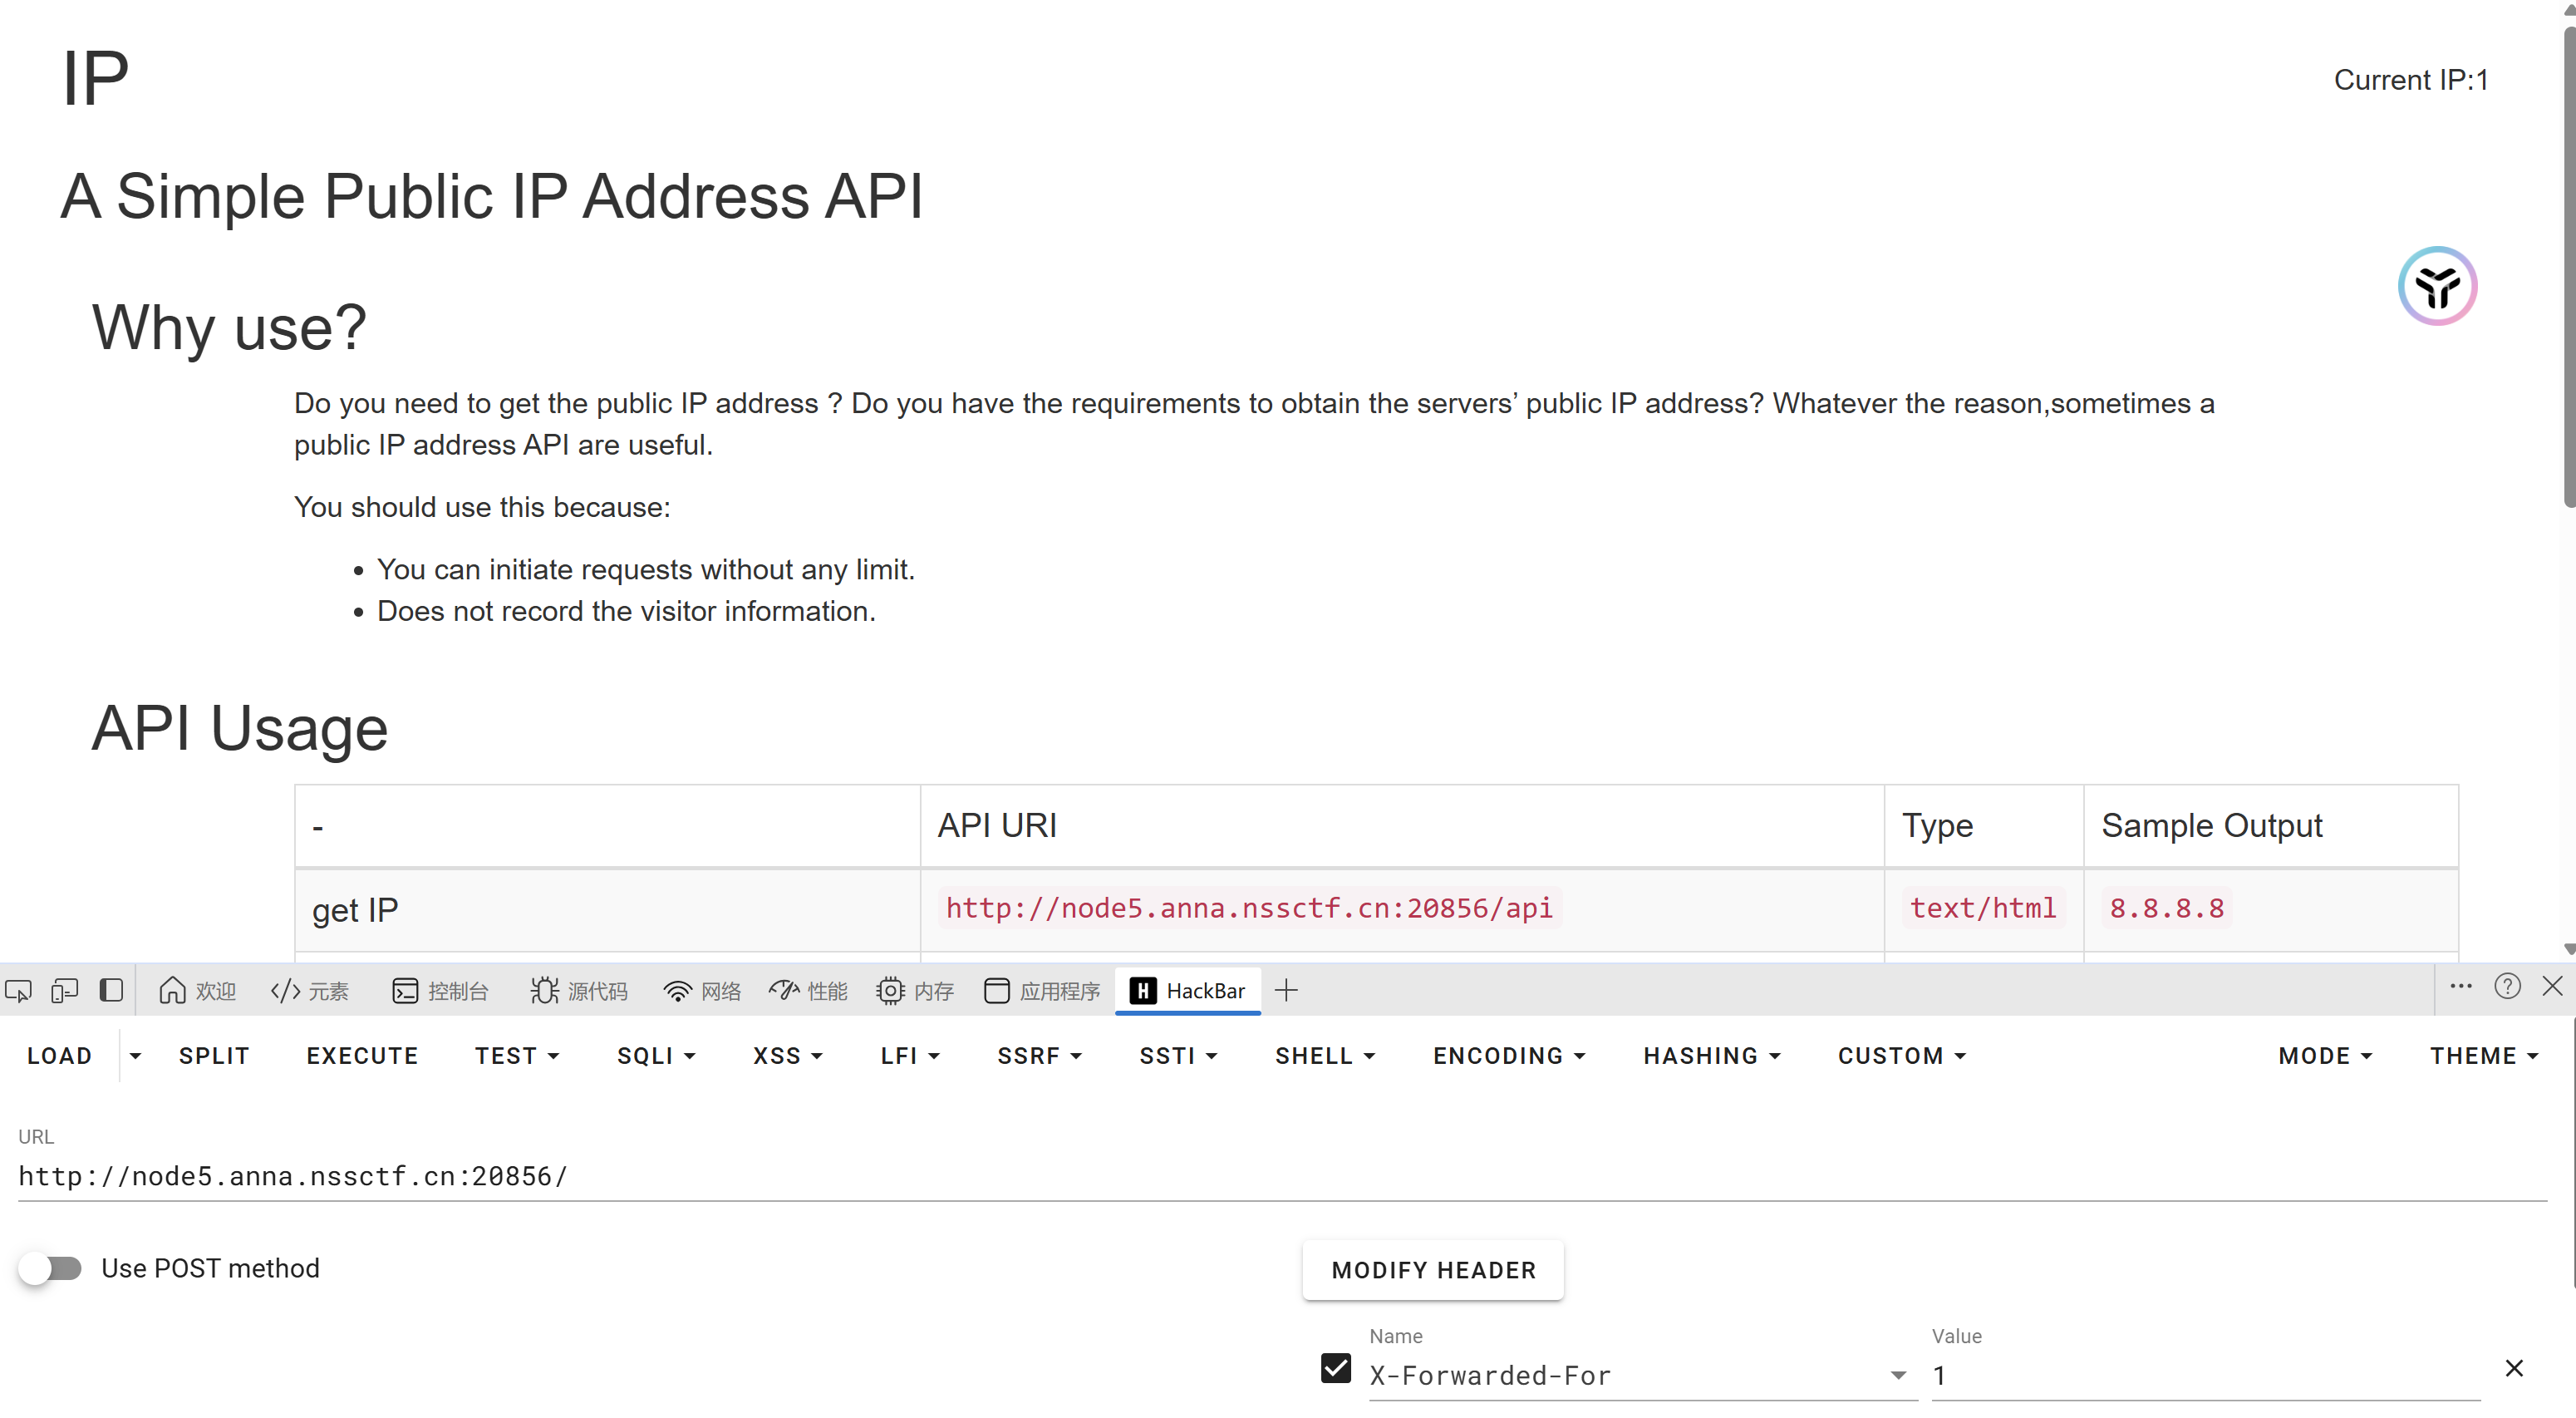 IP
Current IP:1
A Simple Public IP Address API
Why use?
Do you need to get the public IP address ? Do you have the requirements to obtain the servers’ public IP address? Whatever the reason,sometimes a
public IP address API are useful.
You should use this because:
You can initiate requests without any limit.
Does not record the visitor information.
API Usage
- API URI Type Sample Output
get IP http://node5.anna.nssctf.cn:20856/api text/html 8.8.8.8
欢迎 元素 控制台 源代码 网络 性能 内存 应用程序 HackBar
LOAD SPLIT EXECUTE TEST SQLI XSS LFI SSRF SSTI SHELL ENCODING HASHING CUSTOM MODE THEME
URL
http://node5.anna.nssctf.cn:20856/
Use POST method
MODIFY HEADER
Name Value
X-Forwarded-For 1